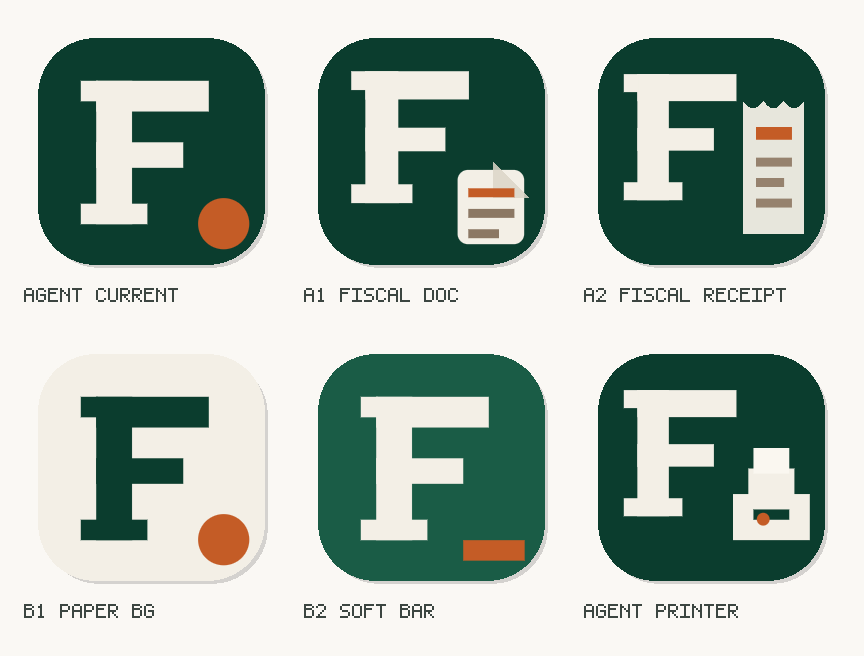 F
F
F
AGENT CURRENT
A1 FISCAL DOC
A2 FISCAL RECEIPT
F
F
F
B1 PAPER BG
B2 SOFT BAR
AGENT PRINTER